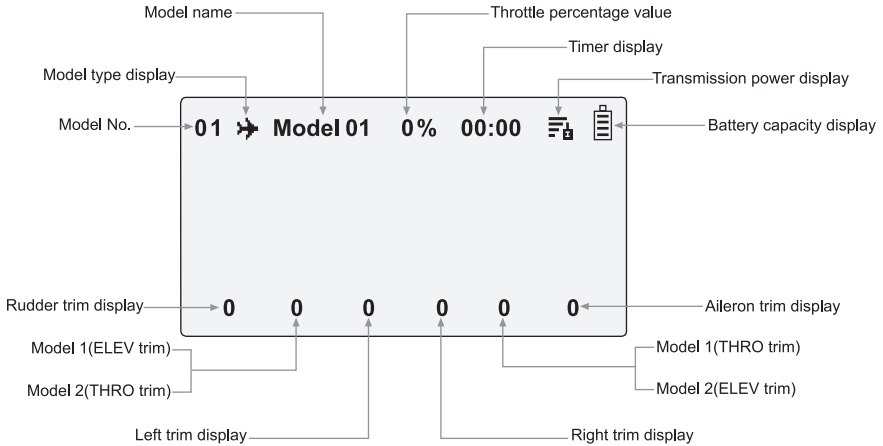 Model name
Throttle percentage value
Timer display
Model type display
Transmission power display
Model No.
01 Model 01 0% 00:00
Battery capacity display
Rudder trim display
0 0 0 0 0 0
Aileron trim display
Model 1(ELEV trim)
Model 1(THRO trim)
Model 2(THRO trim)
Model 2(ELEV trim)
Left trim display
Right trim display